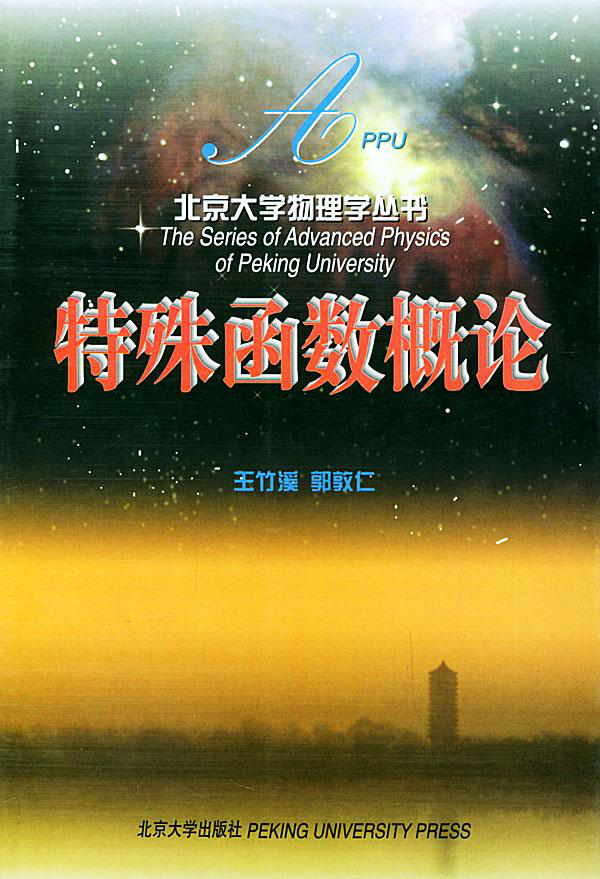 A
PPU
北京大学物理学丛书
The Series of Advanced Physics
of Peking University
特殊函数概论
王竹溪 郭敦仁
北京大学出版社 PEKING UNIVERSITY PRESS